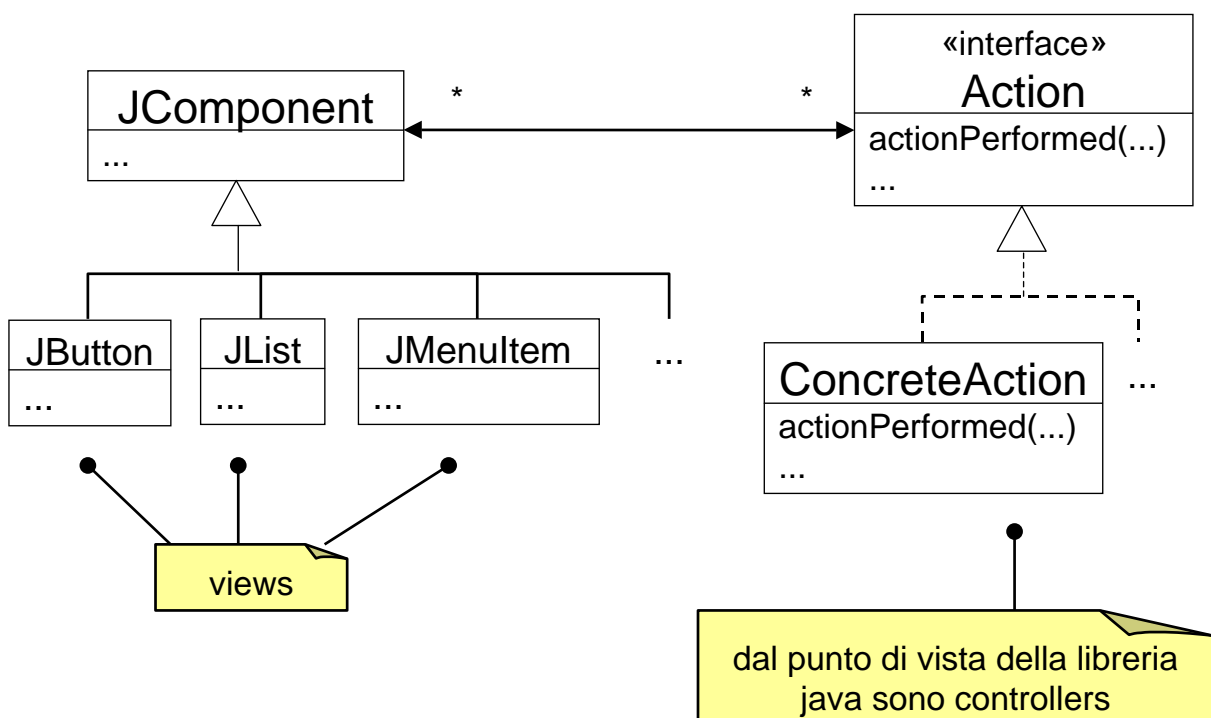 «interface»
Action
actionPerformed(...)
...
JComponent
...
*
*
JButton
...
JList
...
JMenuItem
...
...
ConcreteAction
actionPerformed(...)
...
...
views
dal punto di vista della libreria
java sono controllers